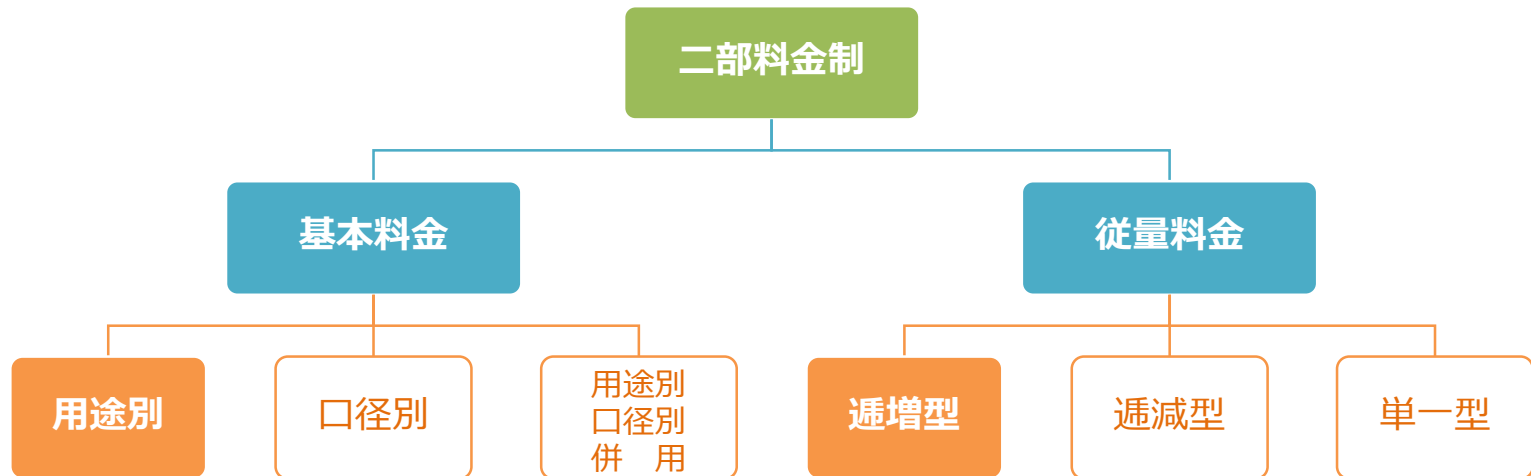 二部料金制
基本料金
従量料金
用途別
口径別
用途別
口径別
併　用
逓増型
逓減型
単一型